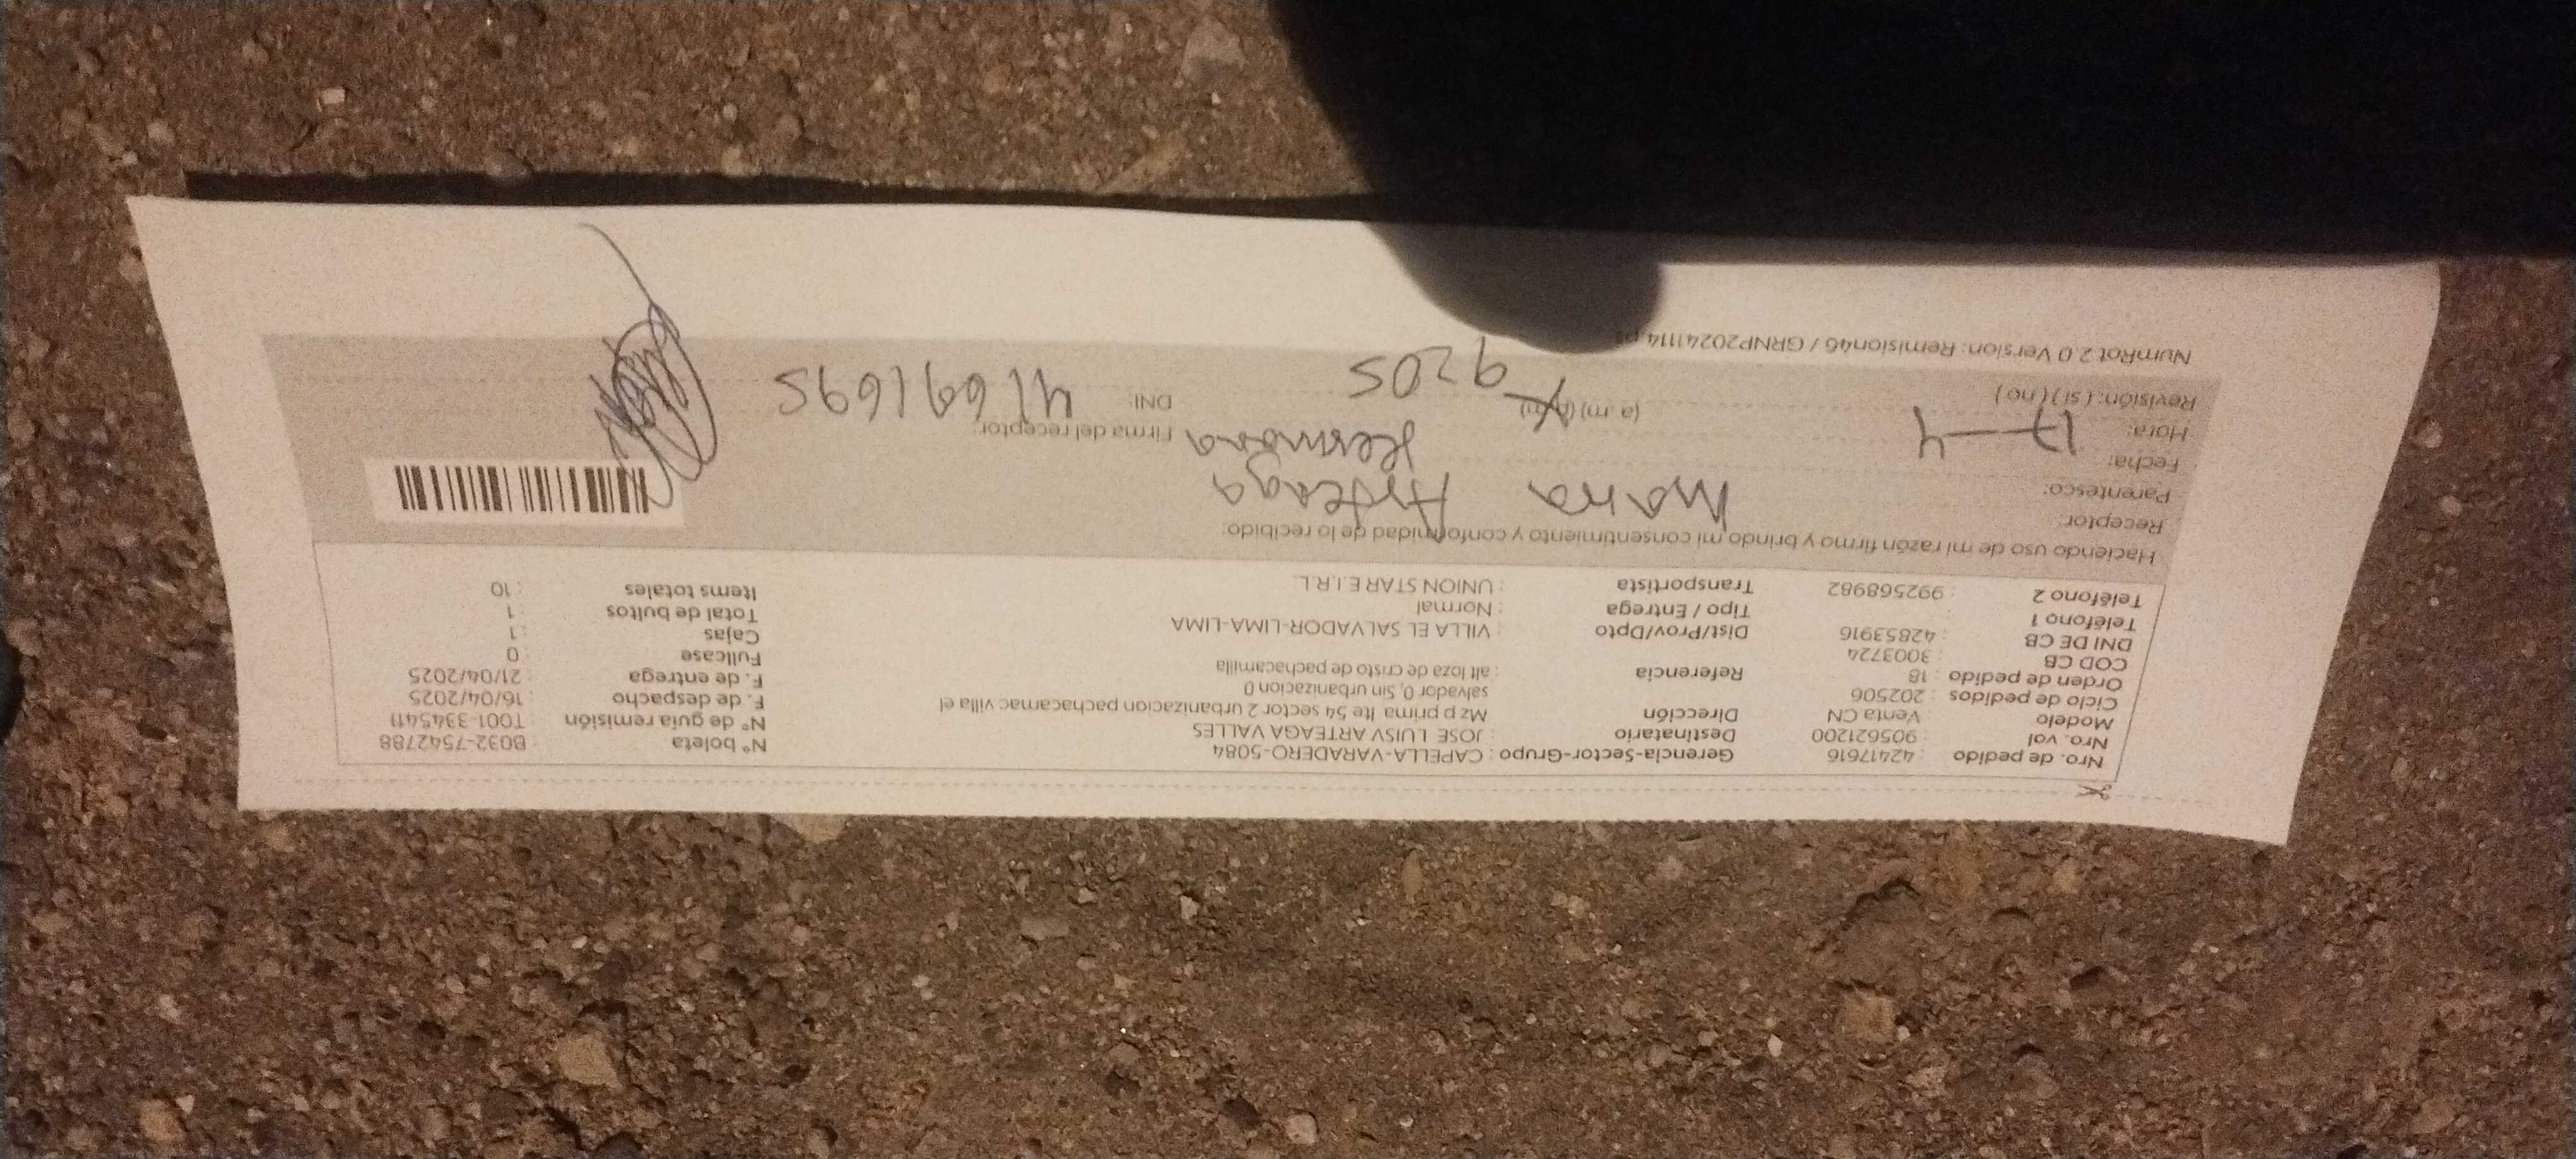 Nro. de pedido : 42417616 Gerencia-Sector-Grupo : CAPELLA-VARADERO-5084 N° boleta : B032-7542788
Nro. vol : 905621200 Destinatario : JOSE LUISV ARTEAGA VALLES N° de guía remisión : T001-3345411
Modelo : Venta CN Dirección : Mz p prima lte 54 sector 2 urbanizacion pachacamac villa el F. de despacho : 16/04/2025
Ciclo de pedidos : 202506 salvador 0, Sin urbanizacion 0 F. de entrega : 21/04/2025
Orden de pedido : 18 Referencia : alt loza de cristo de pachacamilla Fullcase : 0
COD CB : 3003724 Cajas : 1
DNI DE CB : 42853916 Dist/Prov/Dpto : VILLA EL SALVADOR-LIMA-LIMA Total de bultos : 1
Teléfono 1 : Tipo / Entrega : Normal Items totales : 10
Teléfono 2 : 992568982 Transportista : UNION STAR E.I.R.L.
Haciendo uso de mi razón firmo y brindo mi consentimiento y conformidad de lo recibido:
Receptor: Maria Arteaga
Parentesco: Hermana
Fecha: 17-4 Firma del receptor:
Hora: 9205 (a. m) (p. m) DNI: 41691695
Revisión: ( si ) ( no )
NumRot 2.0 Version: Remision46 / GRNP20241114